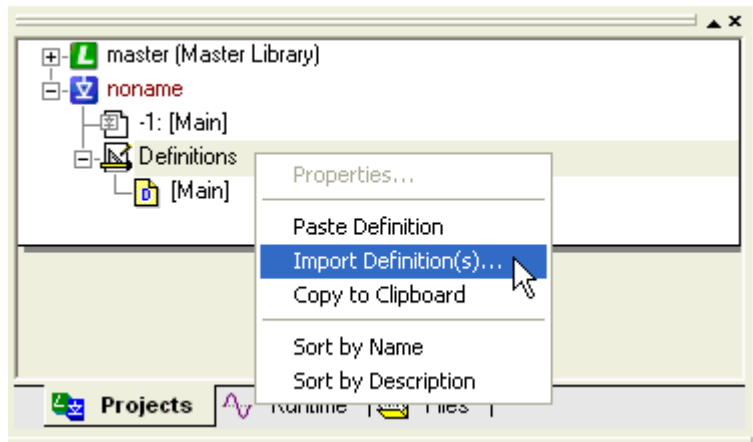 master (Master Library)
noname
-1: [Main]
Definitions
[Main]
Properties...
Paste Definition
Import Definition(s)...
Copy to Clipboard
Sort by Name
Sort by Description
Projects